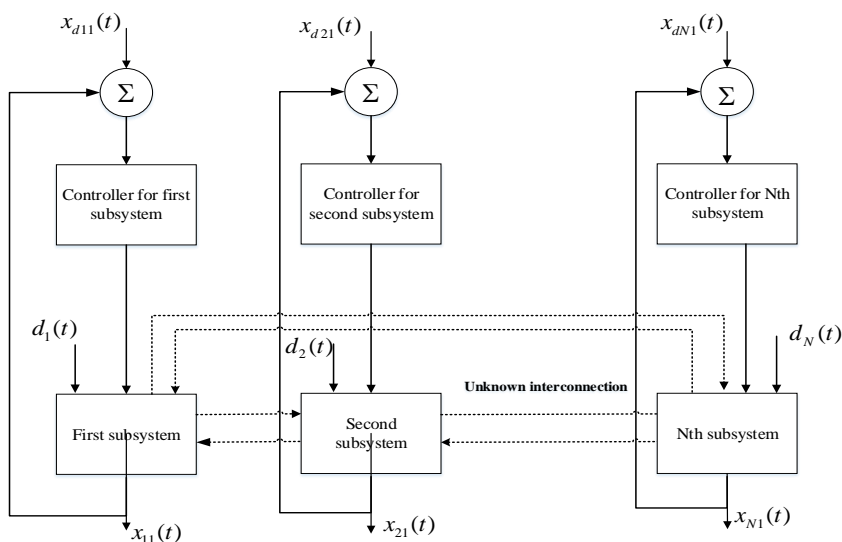 x_{d11}(t)
x_{d21}(t)
x_{dN1}(t)
Σ
Σ
Σ
Controller for first
subsystem
Controller for
second subsystem
Controller for Nth
subsystem
d_1(t)
d_2(t)
d_N(t)
Unknown interconnection
First subsystem
Second
subsystem
Nth subsystem
x_{11}(t)
x_{21}(t)
x_{N1}(t)